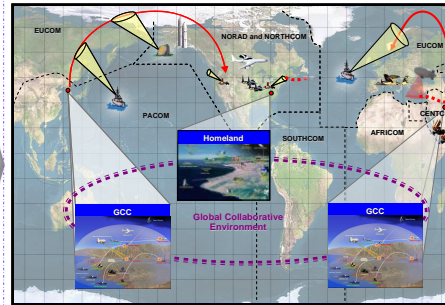 EUCOM
NORAD and NORTHCOM
EUCOM
PACOM
CENTC
AFRICOM
SOUTHCOM
Homeland
GCC
GCC
Global Collaborative
Environment